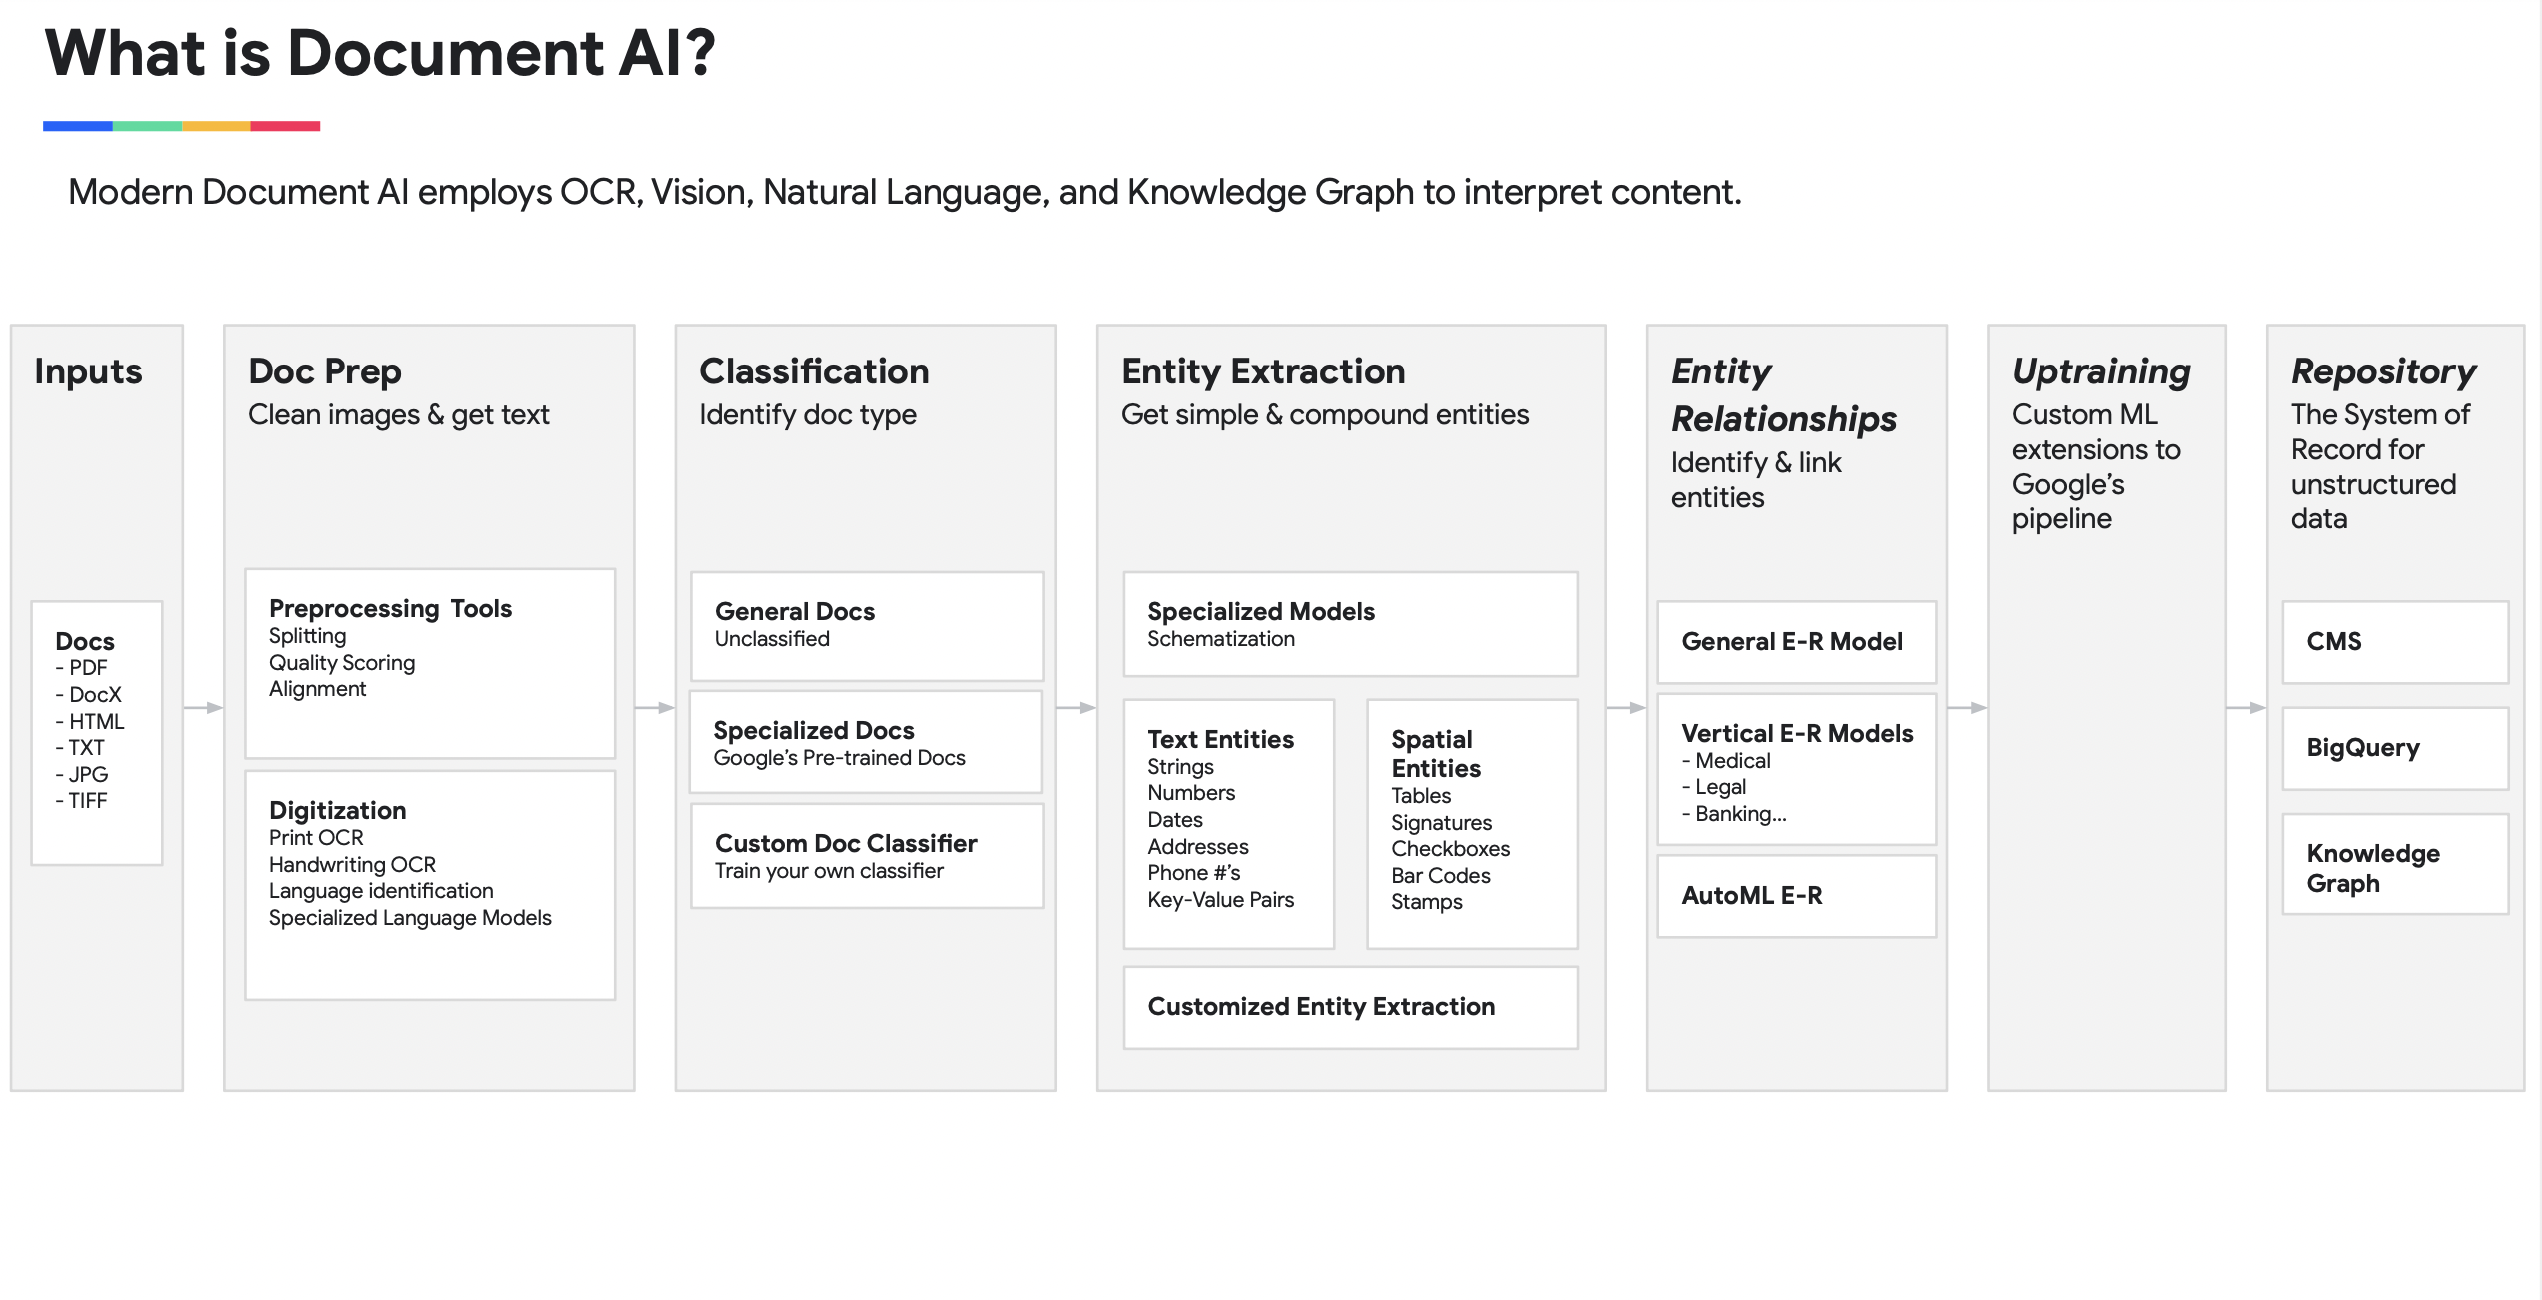 What is Document AI?
Modern Document AI employs OCR, Vision, Natural Language, and Knowledge Graph to interpret content.
Inputs
Docs
- PDF
- DocX
- HTML
- TXT
- JPG
- TIFF
Doc Prep
Clean images & get text
Preprocessing Tools
Splitting
Quality Scoring
Alignment
Digitization
Print OCR
Handwriting OCR
Language identification
Specialized Language Models
Classification
Identify doc type
General Docs
Unclassified
Specialized Docs
Google’s Pre-trained Docs
Custom Doc Classifier
Train your own classifier
Entity Extraction
Get simple & compound entities
Specialized Models
Schematization
Text Entities
Strings
Numbers
Dates
Addresses
Phone #’s
Key-Value Pairs
Spatial
Entities
Tables
Signatures
Checkboxes
Bar Codes
Stamps
Customized Entity Extraction
Entity
Relationships
Identify & link
entities
General E-R Model
Vertical E-R Models
- Medical
- Legal
- Banking...
AutoML E-R
Uptraining
Custom ML
extensions to
Google’s
pipeline
Repository
The System of
Record for
unstructured
data
CMS
BigQuery
Knowledge
Graph